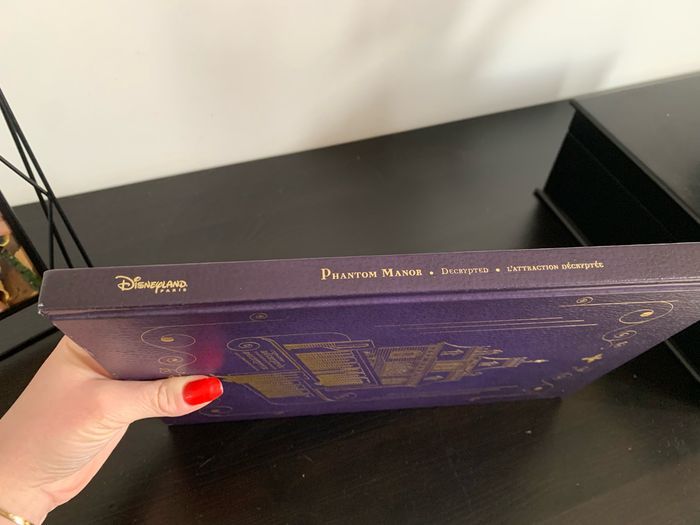 Disneyland
PARIS
Phantom Manor • Decrypted • L'attraction décryptée